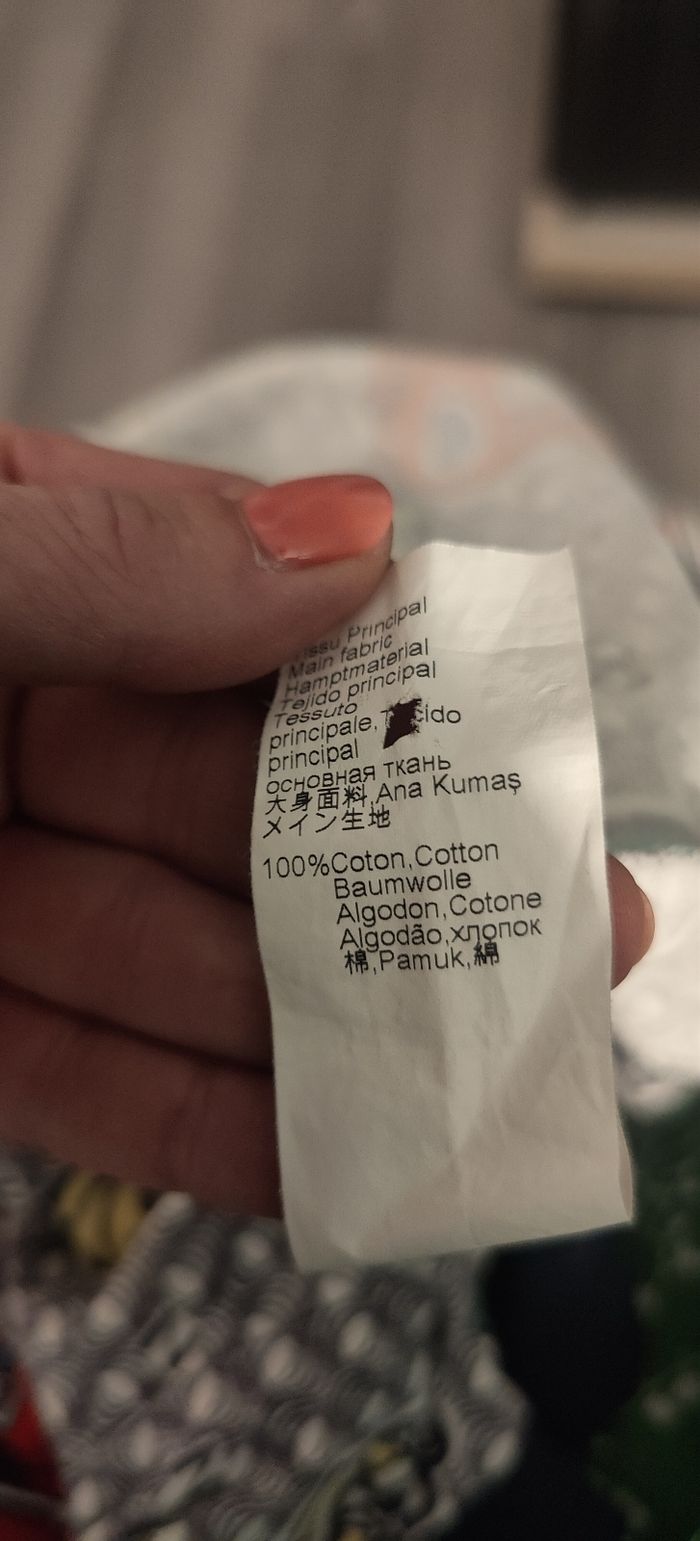 Principal
Main fabric
Hamptmaterial
Tejido principal
Tessuto
principale,
principal
основная ткань
大身面料,Ana Kumaş
メイン生地
100%Coton,Cotton
Baumwolle
Algodon,Cotone
Algodão,хлопок
棉,Pamuk,綿